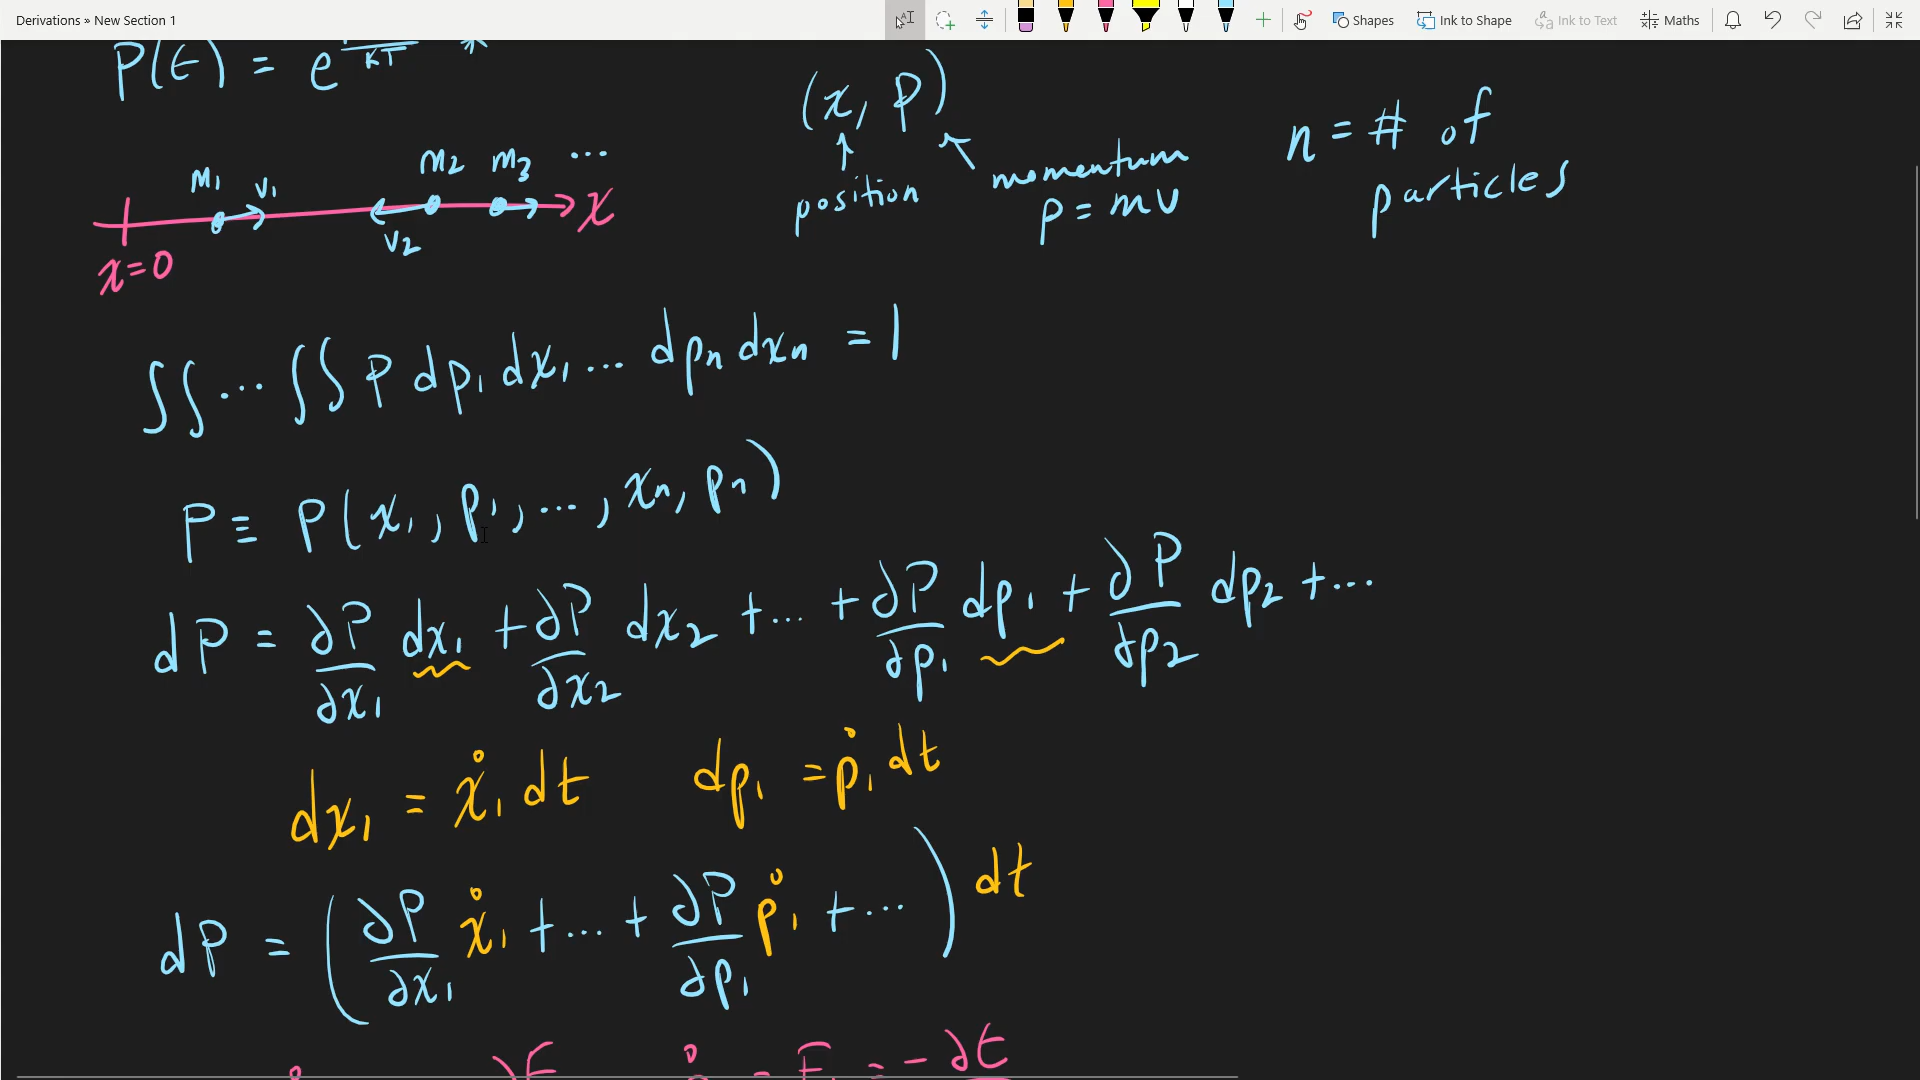 Derivations » New Section 1
Shapes Ink to Shape Ink to Text Maths
P(E) = e KT
(x, p)
n = # of
particles
position
momentum
p = mv
m₁ v₁ m₂ v₂ m₃ ... x
x=0
∫∫ ... ∫∫ P dp₁ dx₁ ... dpₙ dxₙ = 1
P ≡ P(x₁, p₁, ..., xₙ, pₙ)
dP = ∂P/∂x₁ dx₁ + ∂P/∂x₂ dx₂ + ... + ∂P/∂p₁ dp₁ + ∂P/∂p₂ dp₂ + ...
dx₁ = ẋ₁ dt dp₁ = ṗ₁ dt
dP = (∂P/∂x₁ ẋ₁ + ... + ∂P/∂p₁ ṗ₁ + ...) dt
∂E = F₁ = -∂E